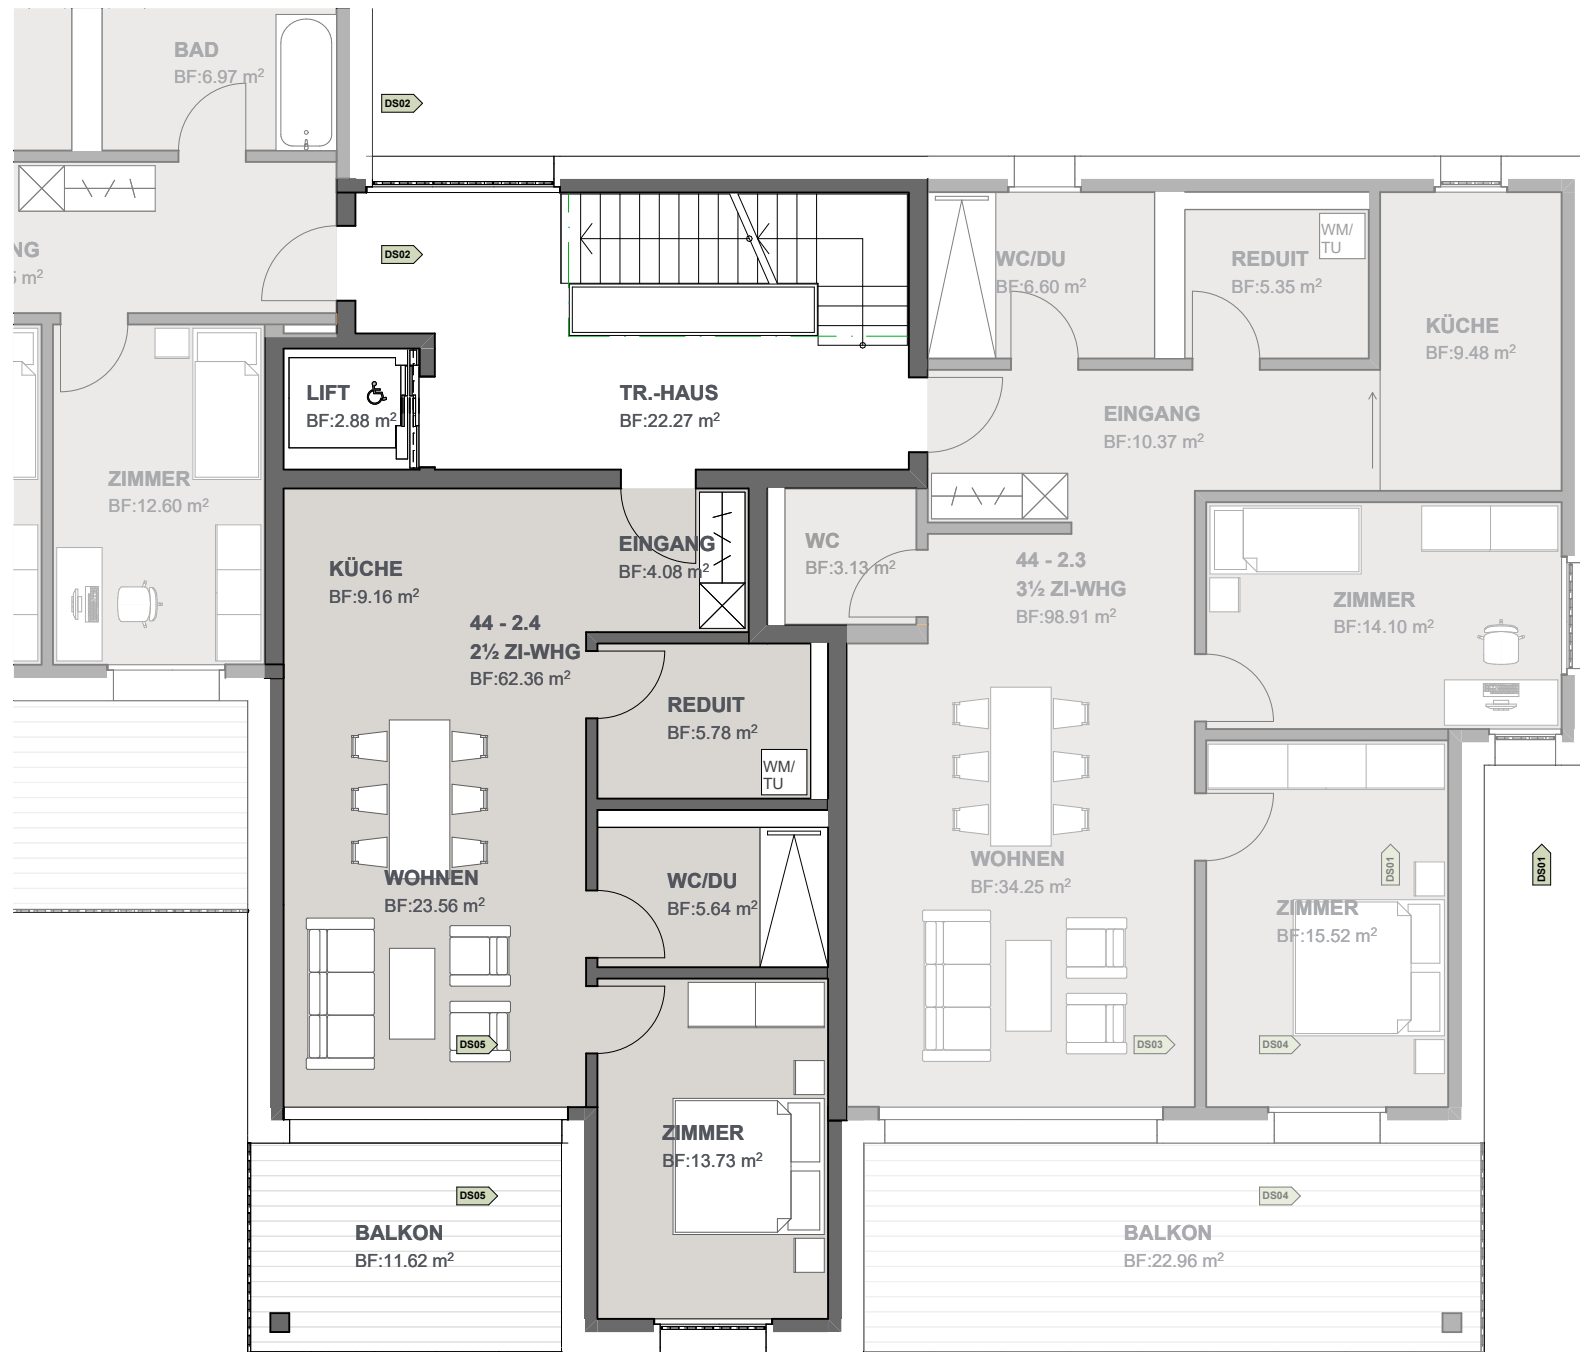 BAD
BF:6.97 m²
DS02
NG
5 m²
DS02
WC/DU
BF:6.60 m²
REDUIT
BF:5.35 m²
WM/
TU
KÜCHE
BF:9.48 m²
LIFT
BF:2.88 m²
TR.-HAUS
BF:22.27 m²
EINGANG
BF:10.37 m²
ZIMMER
BF:12.60 m²
KÜCHE
BF:9.16 m²
EINGANG
BF:4.08 m²
WC
BF:3.13 m²
44 - 2.3
3½ ZI-WHG
BF:98.91 m²
ZIMMER
BF:14.10 m²
44 - 2.4
2½ ZI-WHG
BF:62.36 m²
REDUIT
BF:5.78 m²
WM/
TU
WOHNEN
BF:23.56 m²
WC/DU
BF:5.64 m²
WOHNEN
BF:34.25 m²
DS01
DS01
ZIMMER
BF:15.52 m²
DS05
DS03
DS04
ZIMMER
BF:13.73 m²
DS05
DS04
BALKON
BF:11.62 m²
BALKON
BF:22.96 m²